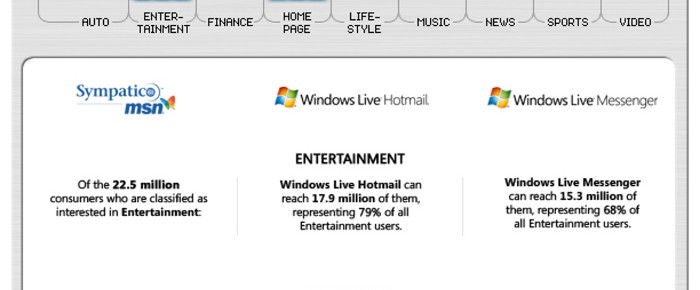 AUTO
ENTER-
TAINMENT
FINANCE
HOME
PAGE
LIFE-
STYLE
MUSIC
NEWS
SPORTS
VIDEO
Sympatico
msn
Windows Live Hotmail
Windows Live Messenger
ENTERTAINMENT
Of the 22.5 million
consumers who are classified as
interested in Entertainment:
Windows Live Hotmail can
reach 17.9 million of them,
representing 79% of all
Entertainment users.
Windows Live Messenger
can reach 15.3 million of
them, representing 68% of
all Entertainment users.